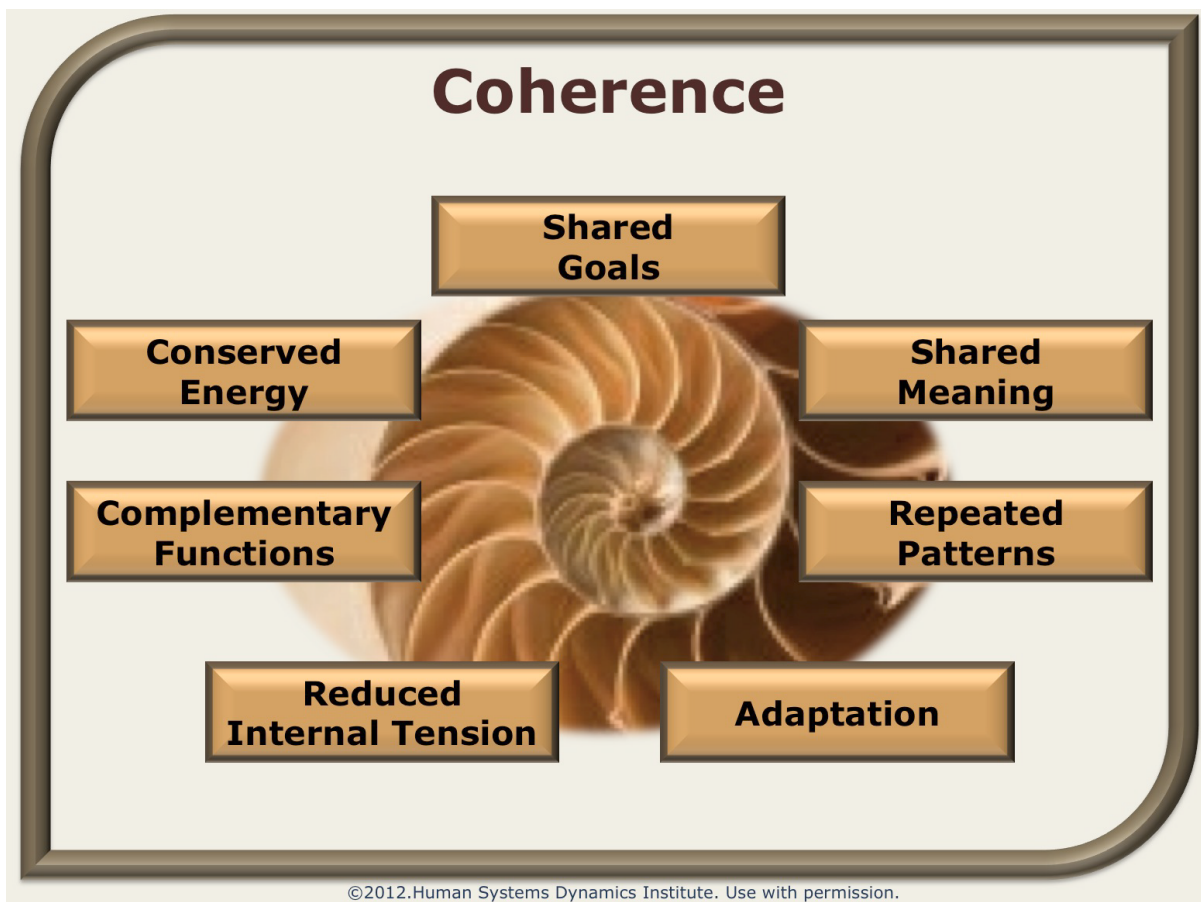 Coherence
Shared
Goals
Conserved
Energy
Shared
Meaning
Complementary
Functions
Repeated
Patterns
Reduced
Internal Tension
Adaptation
©2012.Human Systems Dynamics Institute. Use with permission.